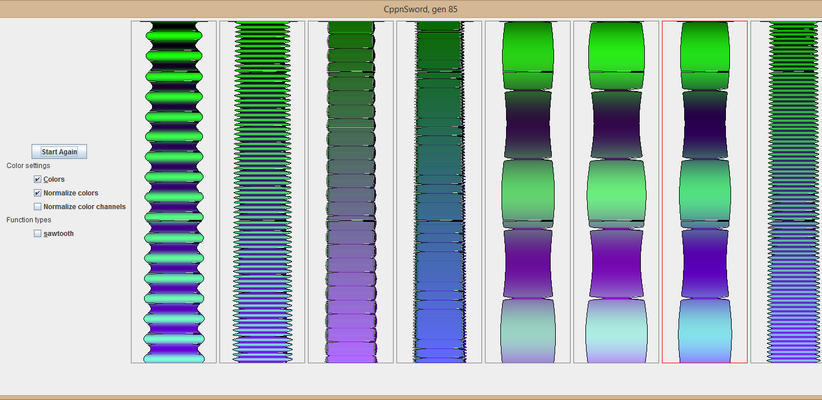 CppnSword, gen 85
Start Again
Color settings
Colors
Normalize colors
Normalize color channels
Function types
sawtooth